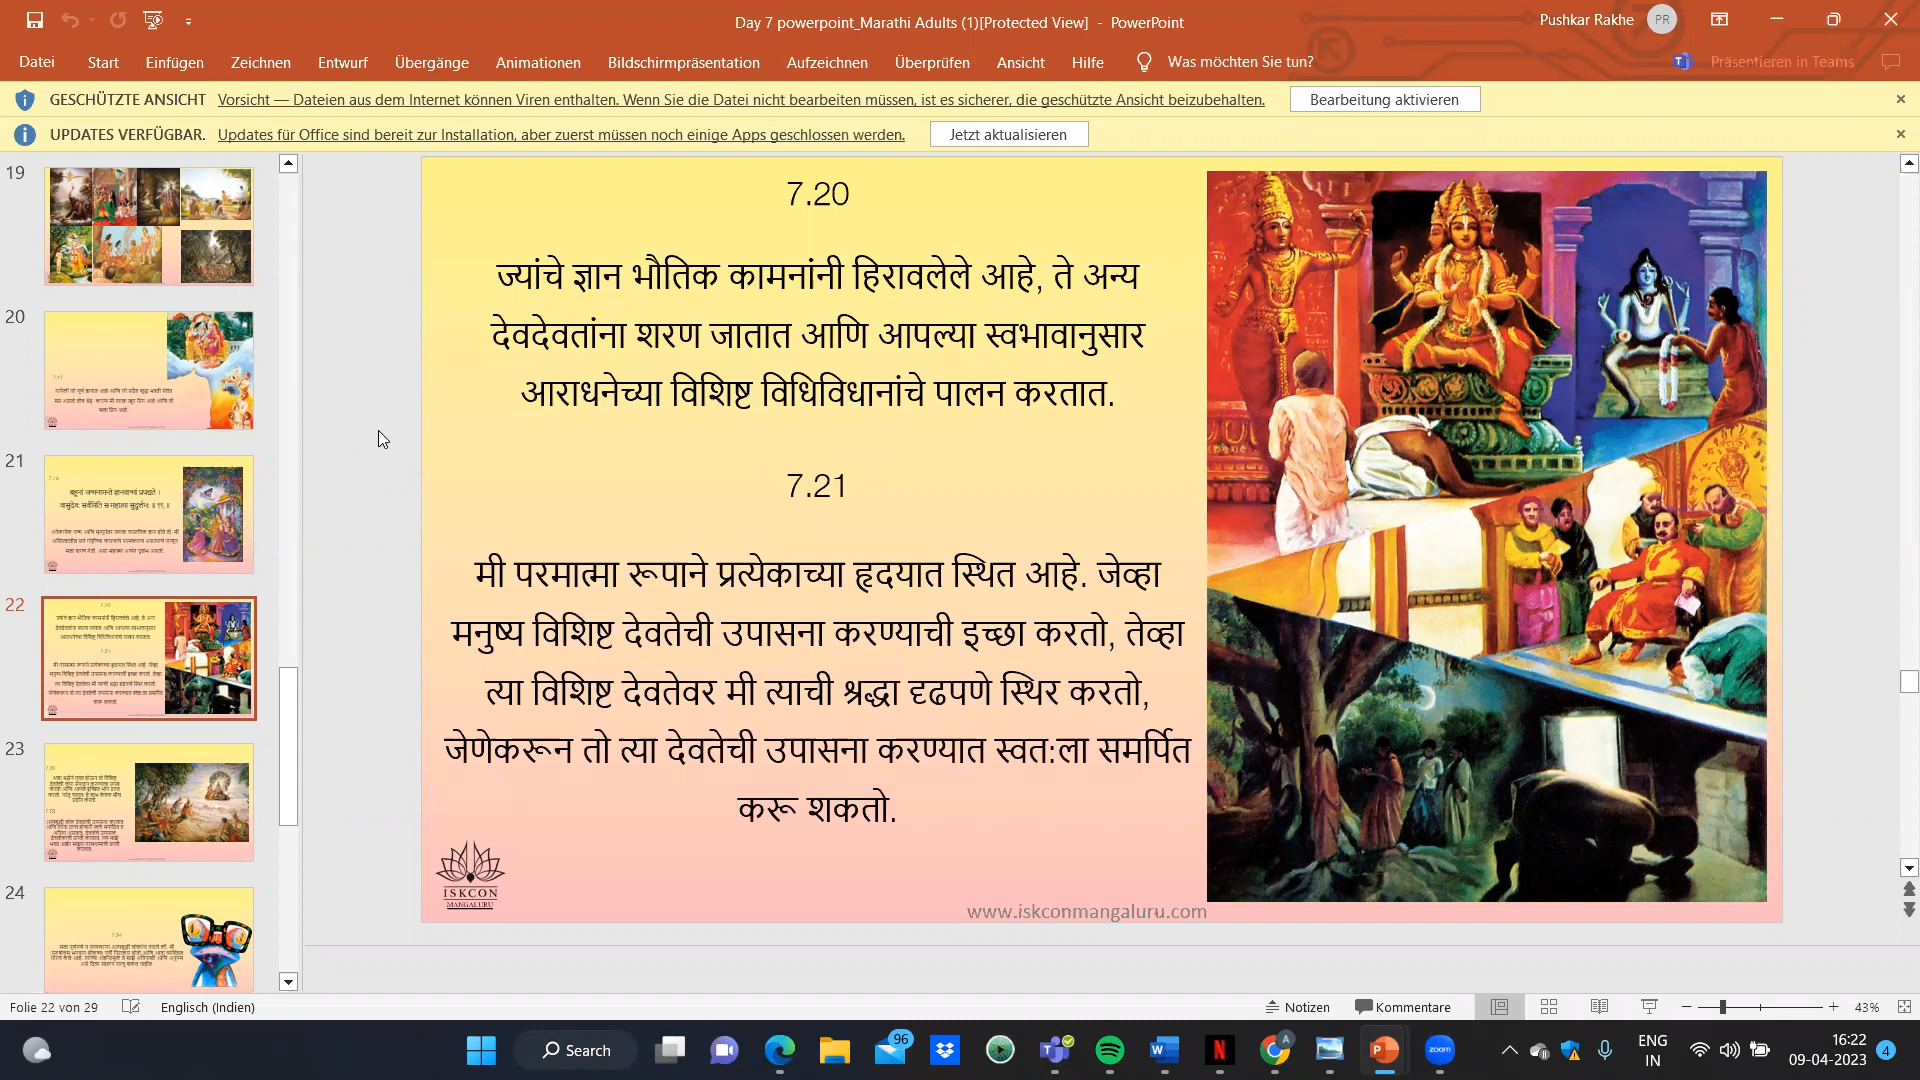 Day 7 powerpoint_Marathi Adults (1)[Protected View] - PowerPoint
Pushkar Rakhe
PR
Datei Start Einfügen Zeichnen Entwurf Übergänge Animationen Bildschirmpräsentation Aufzeichnen Überprüfen Ansicht Hilfe Was möchten Sie tun? Präsentieren in Teams
GESCHÜTZTE ANSICHT Vorsicht — Dateien aus dem Internet können Viren enthalten. Wenn Sie die Datei nicht bearbeiten müssen, ist es sicherer, die geschützte Ansicht beizubehalten. Bearbeitung aktivieren
UPDATES VERFÜGBAR. Updates für Office sind bereit zur Installation, aber zuerst müssen noch einige Apps geschlossen werden. Jetzt aktualisieren
19
20
21
22
23
24
7.20
ज्यांचे ज्ञान भौतिक कामनांनी हिरावलेले आहे, ते अन्य
देवदेवतांना शरण जातात आणि आपल्या स्वभावानुसार
आराधनेच्या विशिष्ट विधिविधानांचे पालन करतात.
7.21
मी परमात्मा रूपाने प्रत्येकाच्या हृदयात स्थित आहे. जेव्हा
मनुष्य विशिष्ट देवतेची उपासना करण्याची इच्छा करतो, तेव्हा
त्या विशिष्ट देवतेवर मी त्याची श्रद्धा दृढपणे स्थिर करतो,
जेणेकरून तो त्या देवतेची उपासना करण्यात स्वत:ला समर्पित
करू शकतो.
ISKCON
MANGALURU
www.iskconmangaluru.com
Folie 22 von 29 Englisch (Indien) Notizen Kommentare 43%
Search
96
A
zoom
ENG
IN
16:22
09-04-2023
4